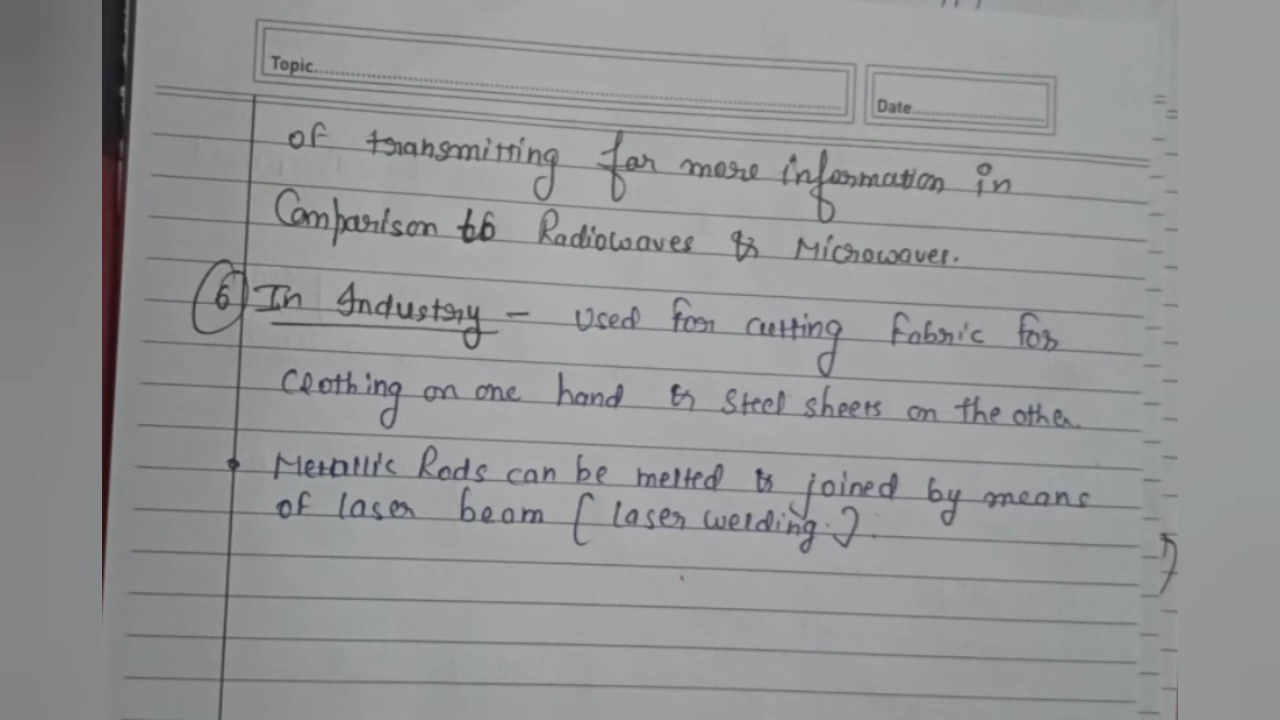 Topic
Date
of transmitting far more information in
Comparison to Radiowaves & Microwaves.
6 In Industry - Used for cutting Fabric for
Clothing on one hand & Steel sheets on the other.
Metallic Rods can be melted & joined by means
of laser beam (laser welding.).